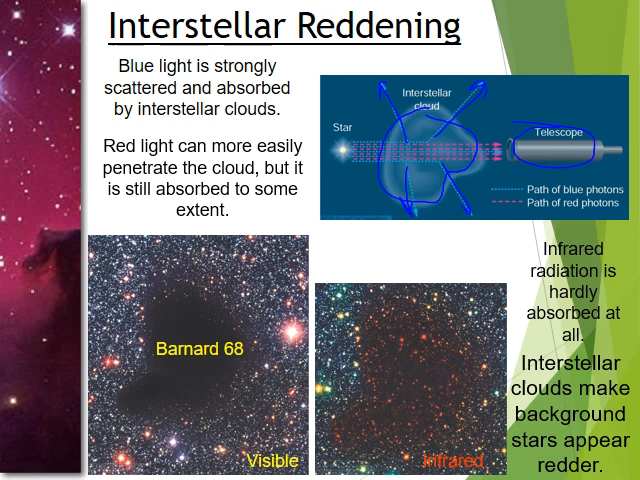 Interstellar Reddening
Blue light is strongly
scattered and absorbed
by interstellar clouds.
Red light can more easily
penetrate the cloud, but it
is still absorbed to some
extent.
Interstellar
cloud
Star
Telescope
Path of blue photons
Path of red photons
Barnard 68
Visible
Infrared
Infrared
radiation is
hardly
absorbed at
all.
Interstellar
clouds make
background
stars appear
redder.